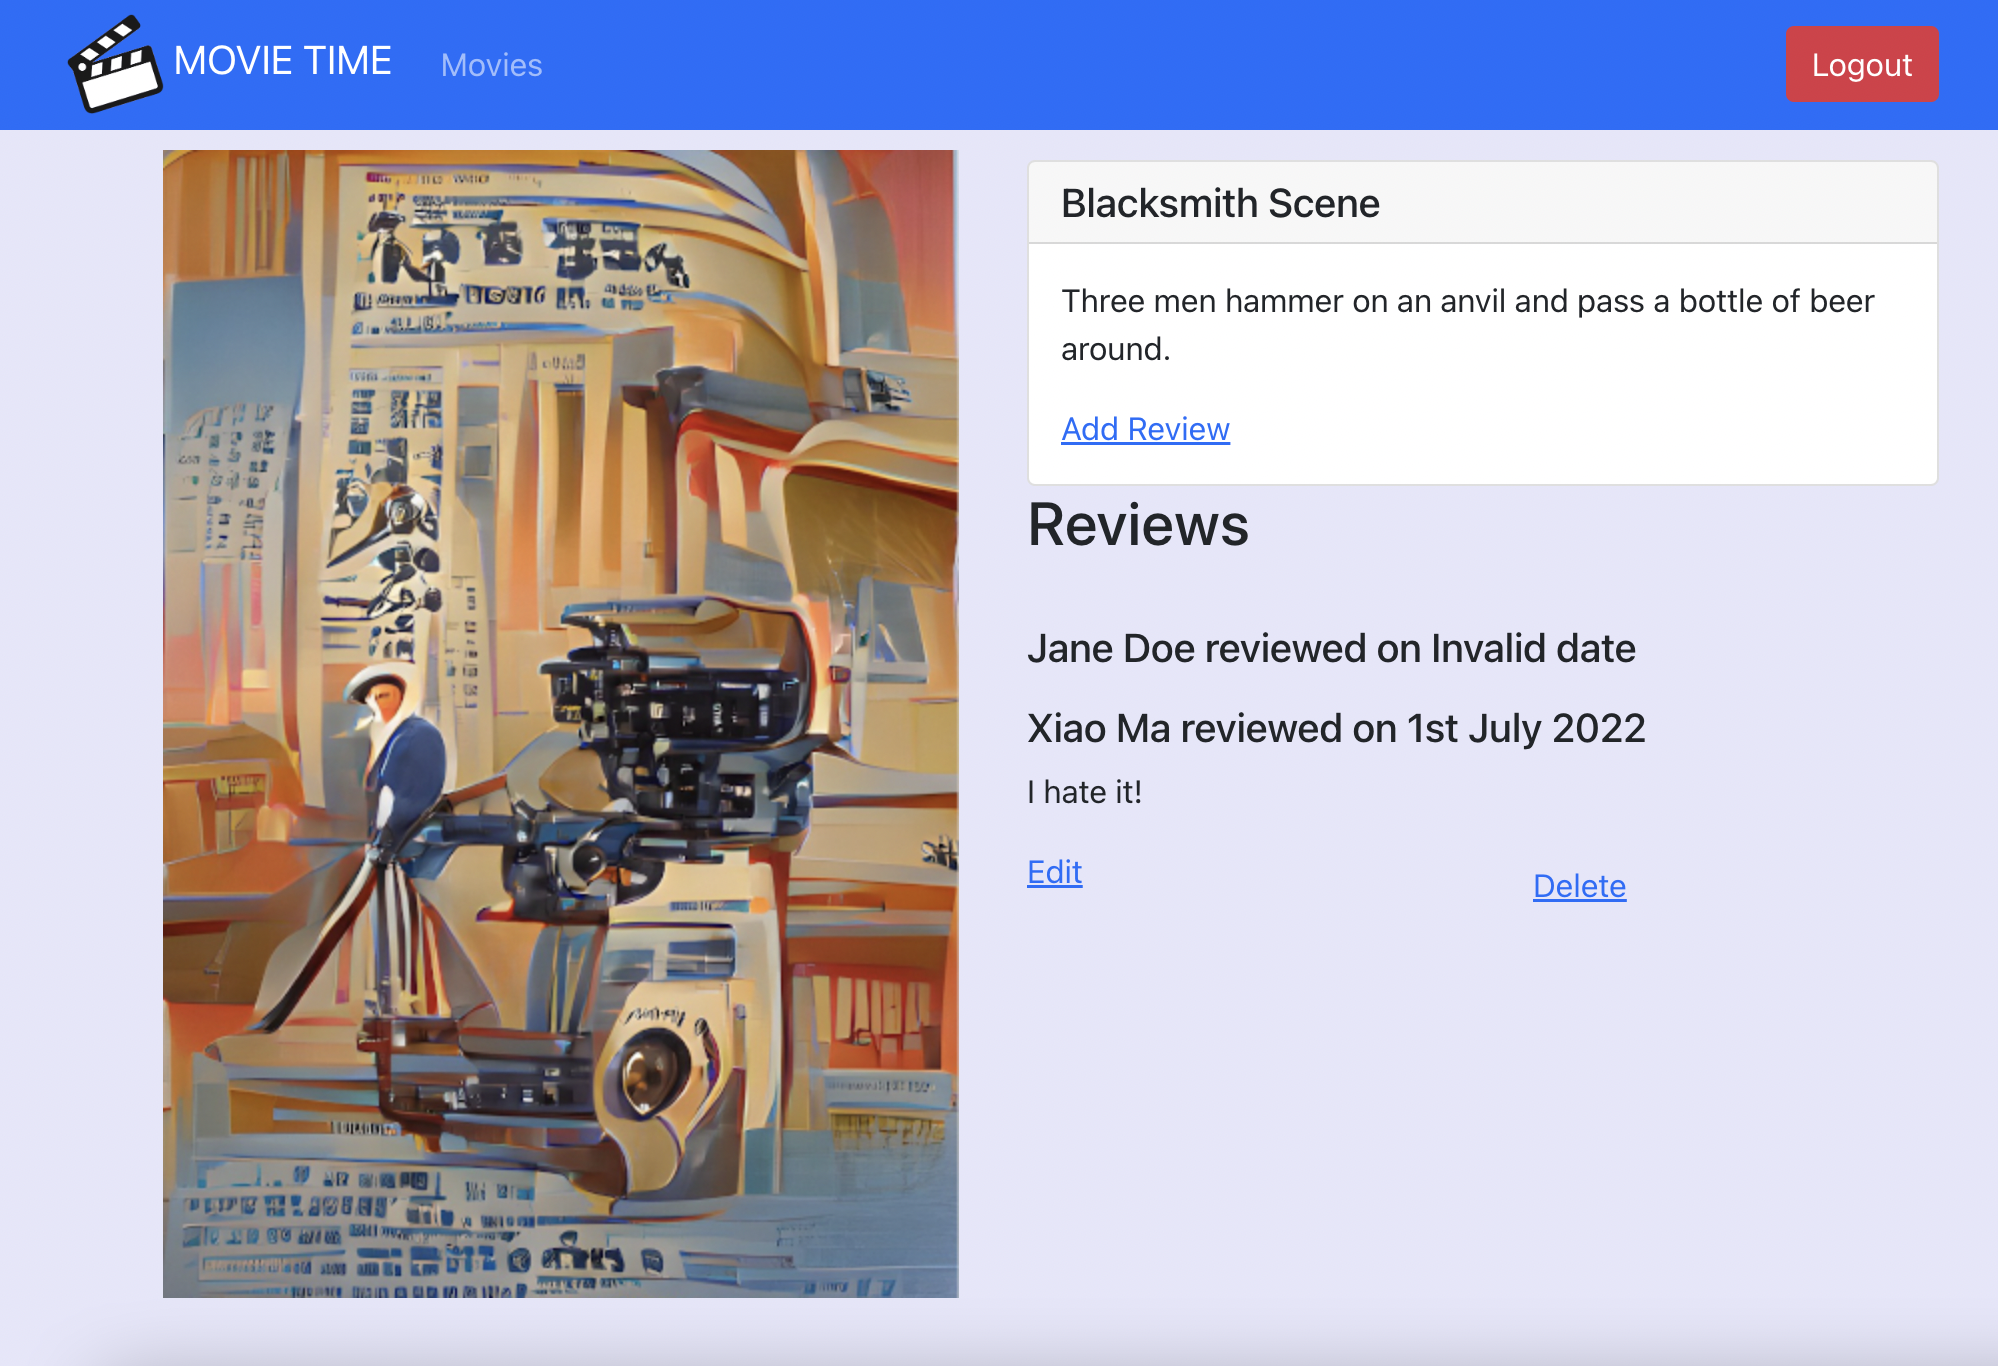 MOVIE TIME
Movies
Logout
Blacksmith Scene
Three men hammer on an anvil and pass a bottle of beer
around.
Add Review
Reviews
Jane Doe reviewed on Invalid date
Xiao Ma reviewed on 1st July 2022
I hate it!
Edit
Delete